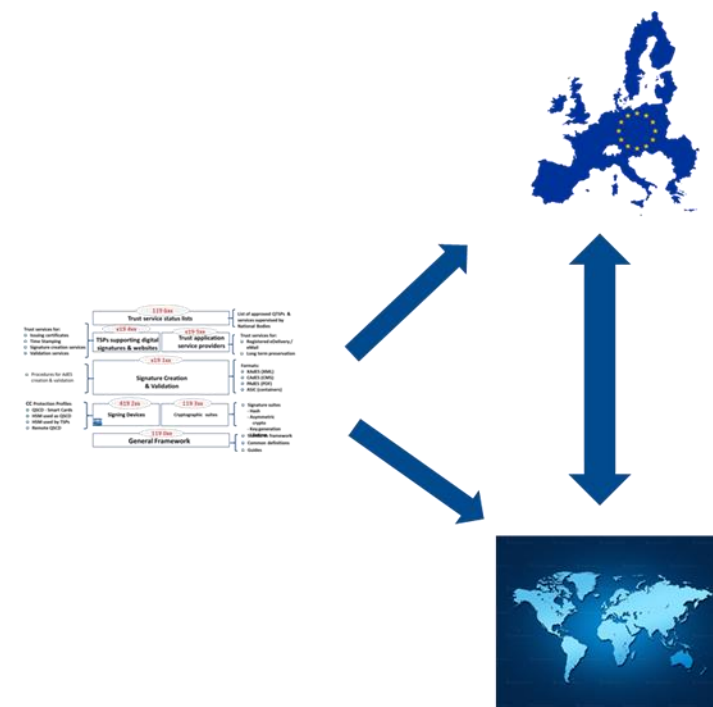 119 6xx
Trust service status lists
List of approved QTSPs &
services supervised by
National Bodies
Trust services for:
Issuing certificates
Time Stamping
Signature creation services
Validation services
x19 4xx
TSPs supporting digital
signatures & websites
x19 5xx
Trust application
service providers
Trust services for:
Registered eDelivery/
eMail
Long term preservation
x19 1xx
Signature Creation
& Validation
Procedures for AdES
creation & validation
Formats:
XAdES (XML)
CAdES (CMS)
PAdES (PDF)
ASiC (containers)
CC Protection Profiles:
QSCD - Smart Cards
HSM used as QSCD
HSM used by TSPs
Remote QSCD
419 2xx
Signing Devices
119 3xx
Cryptographic suites
Signature suites
- Hash
- Asymmetric
crypto
- Key generation
119 0xx
General Framework
framework
Common definitions
Guides